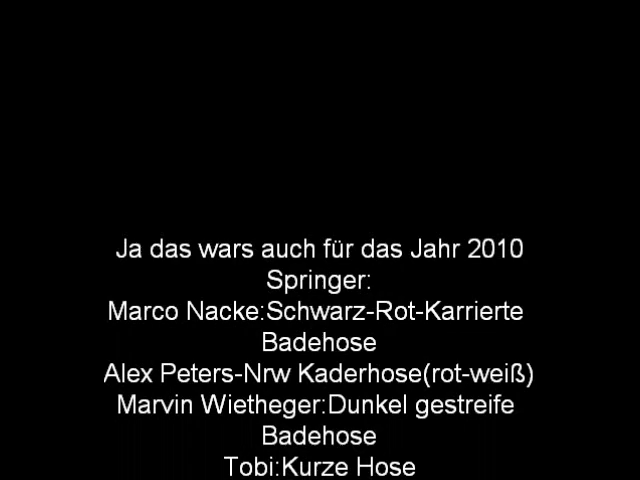 Ja das wars auch für das Jahr 2010
Springer:
Marco Nacke:Schwarz-Rot-Karrierte
Badehose
Alex Peters-Nrw Kaderhose(rot-weiß)
Marvin Wietheger:Dunkel gestreife
Badehose
Tobi:Kurze Hose